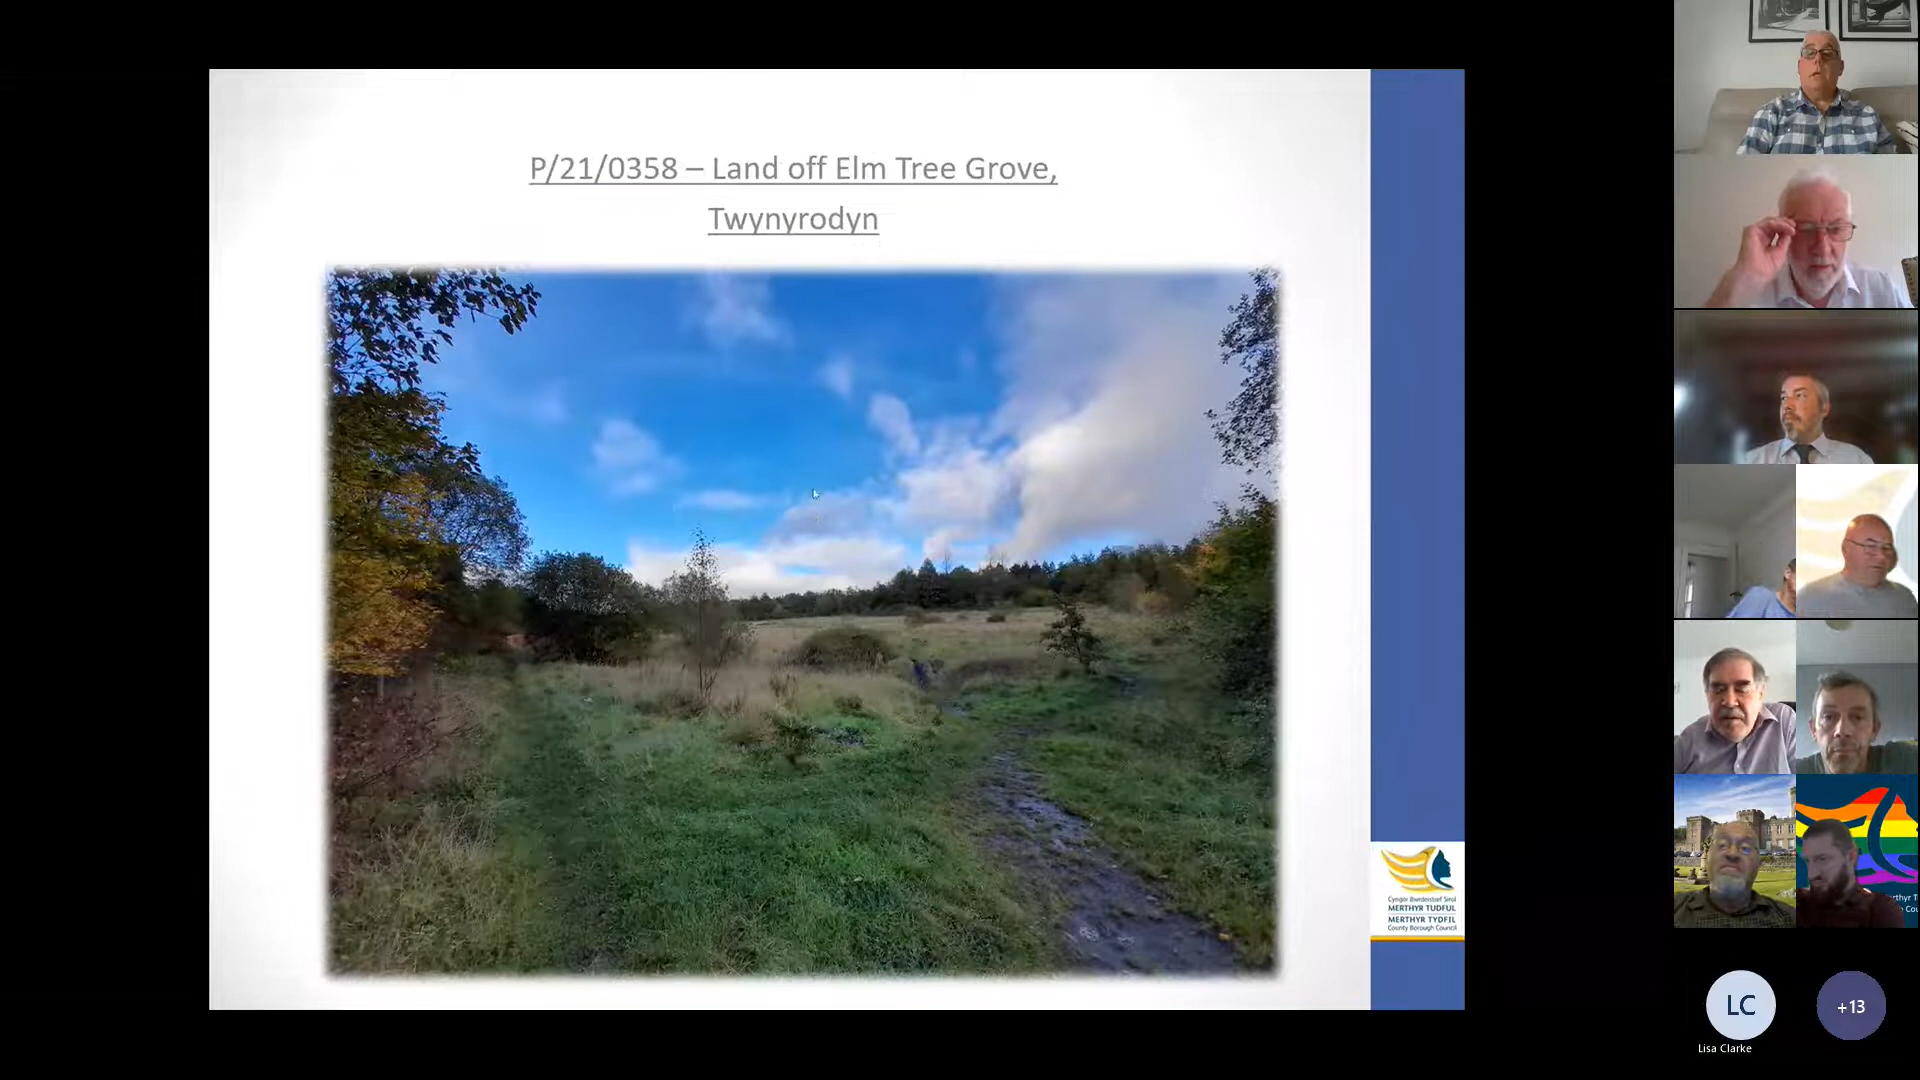 P/21/0358 – Land off Elm Tree Grove,
Twynyrodyn
Cyngor Bwrdeistref Sirol
MERTHYR TUDFUL
MERTHYR TYDFIL
County Borough Council
LC
+13
Lisa Clarke